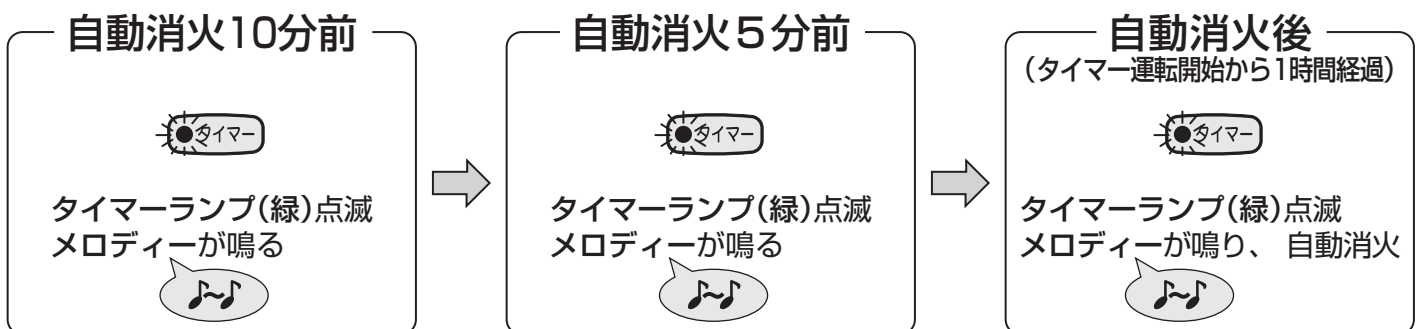 自動消火10分前
タイマー
タイマーランプ(緑)点滅
メロディーが鳴る
自動消火5分前
タイマー
タイマーランプ(緑)点滅
メロディーが鳴る
自動消火後
(タイマー運転開始から1時間経過)
タイマー
タイマーランプ(緑)点滅
メロディーが鳴り、 自動消火